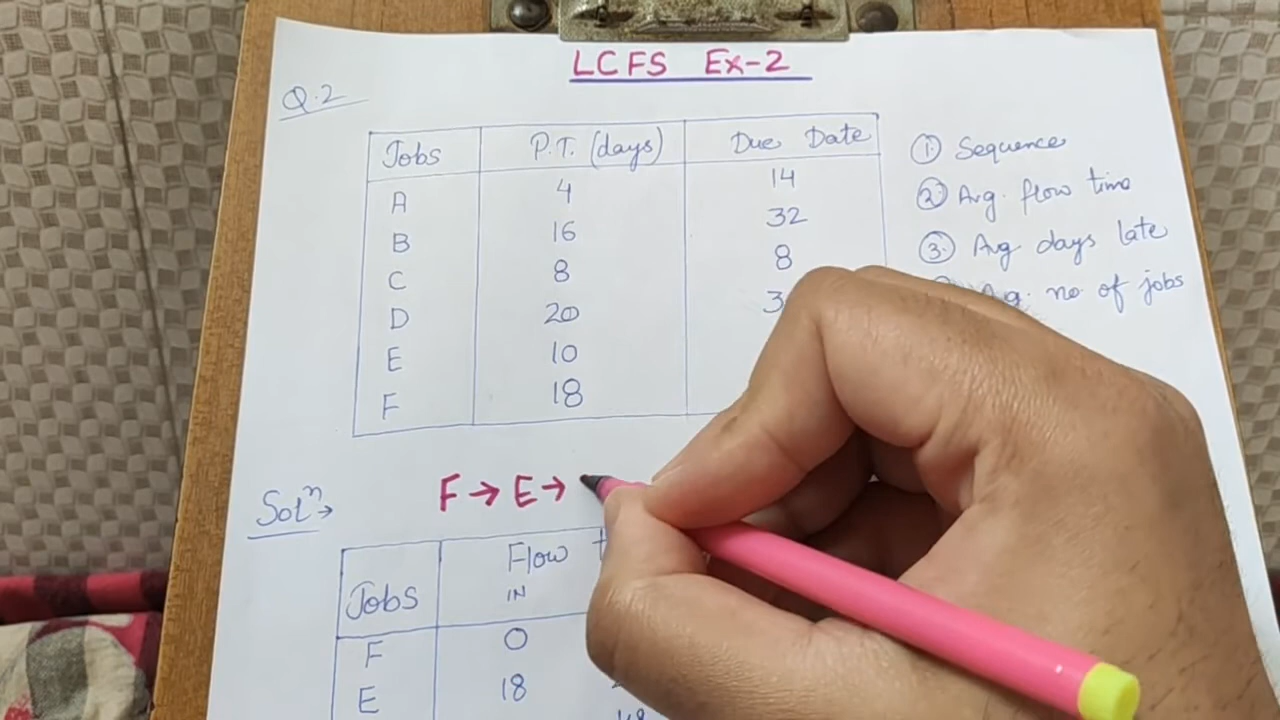 LCFS Ex-2
Q.2
Jobs P.T. (days) Due Date
A 4 14
B 16 32
C 8 8
D 20 3
E 10
F 18
① Sequence
② Avg. flow time
③ Avg days late
no. of jobs
Solⁿ→ F → E →
Jobs Flow
IN
F 0
E 18